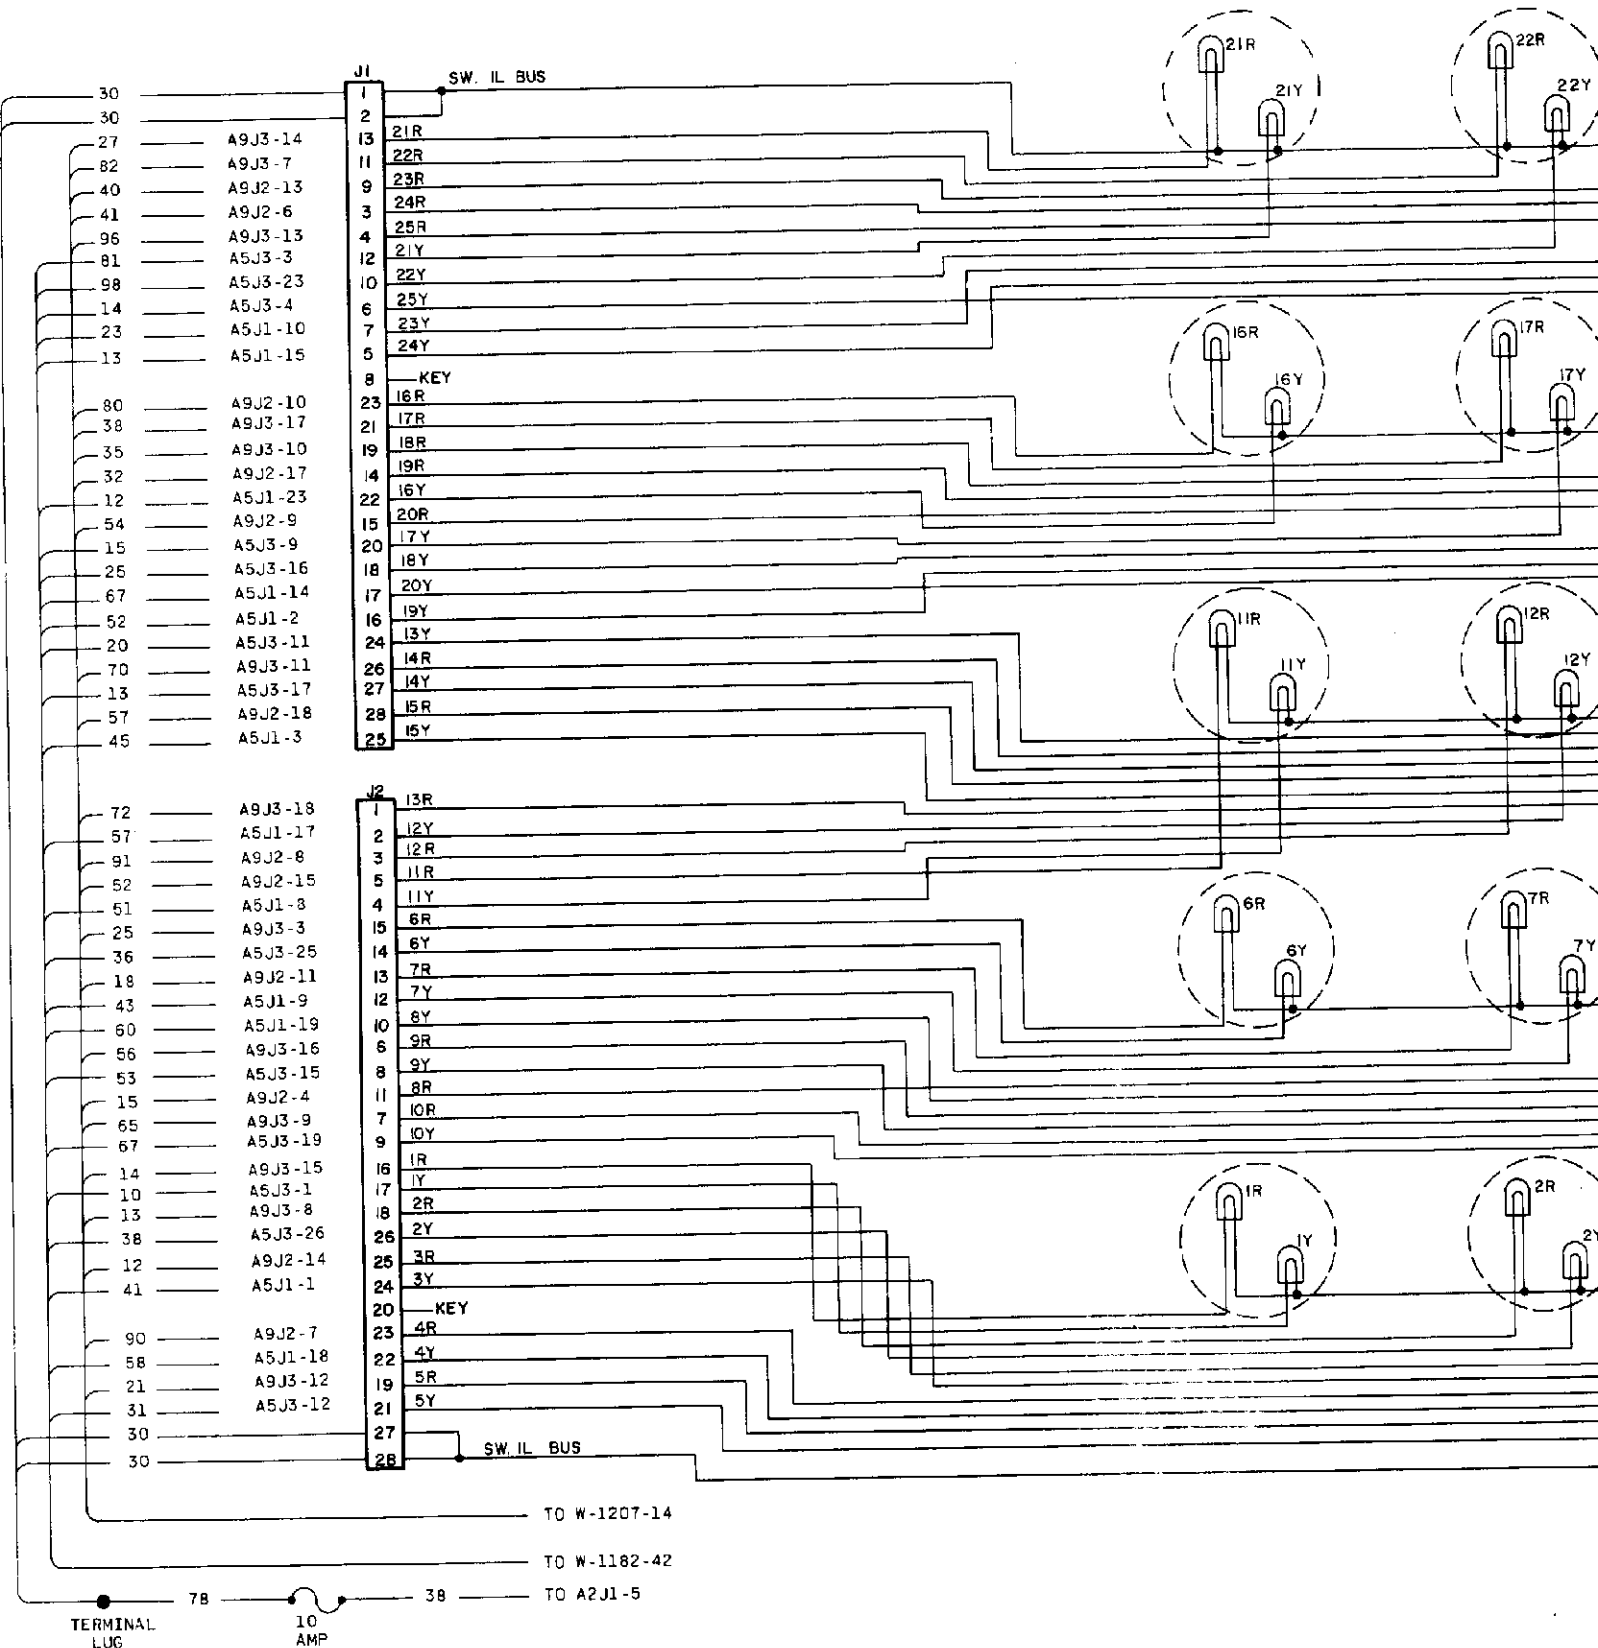 J1
30 1 SW. IL BUS
30 2
27 A9J3-14 13 21R
82 A9J3-7 11 22R
40 A9J2-13 9 23R
41 A9J2-6 3 24R
96 A9J3-13 4 25R
81 A5J3-3 12 21Y
98 A5J3-23 10 22Y
14 A5J3-4 6 25Y
23 A5J1-10 7 23Y
13 A5J1-15 5 24Y
8 KEY
80 A9J2-10 23 16R
38 A9J3-17 21 17R
35 A9J3-10 19 18R
32 A9J2-17 14 19R
12 A5J1-23 22 16Y
54 A9J2-9 15 20R
15 A5J3-9 20 17Y
25 A5J3-16 18 18Y
67 A5J1-14 17 20Y
52 A5J1-2 16 19Y
20 A5J3-11 24 13Y
70 A9J3-11 26 14R
13 A5J3-17 27 14Y
57 A9J2-18 28 15R
45 A5J1-3 25 15Y
21R 22R
21Y 22Y
16R 17R
16Y 17Y
11R 12R
11Y 12Y
J2
72 A9J3-18 1 13R
57 A5J1-17 2 12Y
91 A9J2-8 3 12R
52 A9J2-15 5 11R
51 A5J1-8 4 11Y
25 A9J3-3 15 6R
36 A5J3-25 14 6Y
18 A9J2-11 13 7R
43 A5J1-9 12 7Y
60 A5J1-19 10 8Y
56 A9J3-16 6 9R
53 A5J3-15 8 9Y
15 A9J2-4 11 8R
65 A9J3-9 7 10R
67 A5J3-19 9 10Y
14 A9J3-15 16 1R
10 A5J3-1 17 1Y
13 A9J3-8 18 2R
38 A5J3-26 26 2Y
12 A9J2-14 25 3R
41 A5J1-1 24 3Y
20 KEY
90 A9J2-7 23 4R
58 A5J1-18 22 4Y
21 A9J3-12 19 5R
31 A5J3-12 21 5Y
30 27
30 28 SW. IL BUS
6R 7R
6Y 7Y
1R 2R
1Y 2Y
TO W-1207-14
TO W-1182-42
78 38 TO A2J1-5
TERMINAL LUG
10 AMP